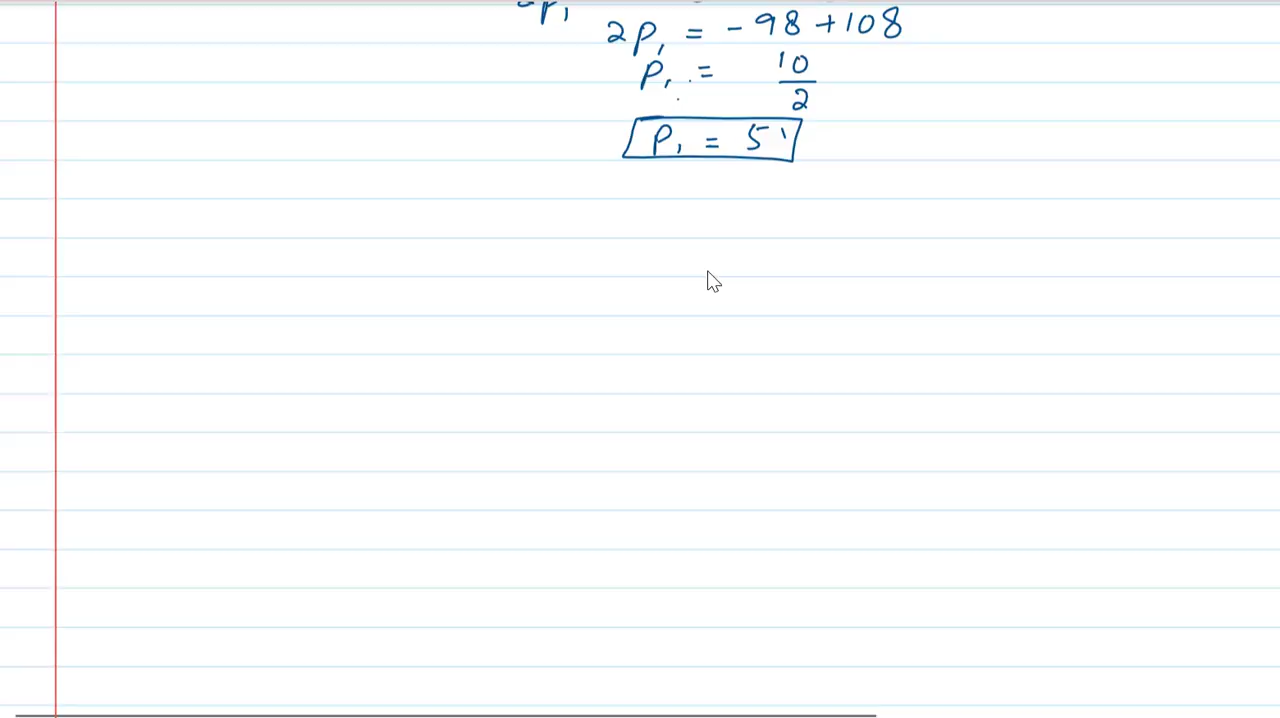 2P₁ = -98 + 108
P₁ = 10/2
P₁ = 5